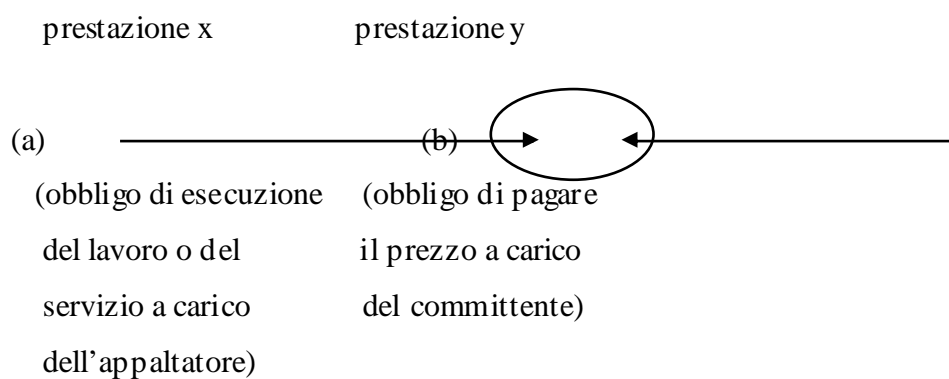 prestazione x prestazione y
(a) (b)
(obbligo di esecuzione (obbligo di pagare
del lavoro o del il prezzo a carico
servizio a carico del committente)
dell’appaltatore)